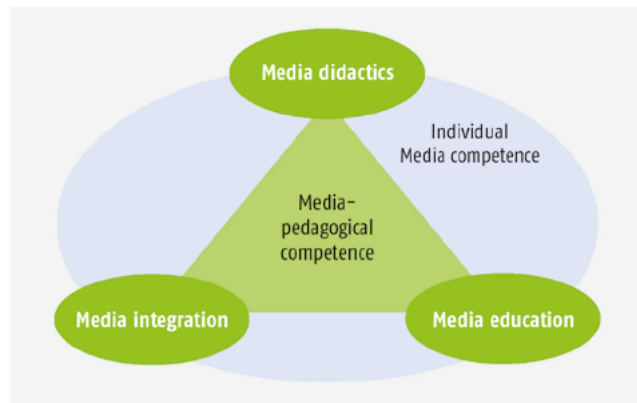 Media didactics
Individual
Media competence
Media-
pedagogical
competence
Media integration
Media education